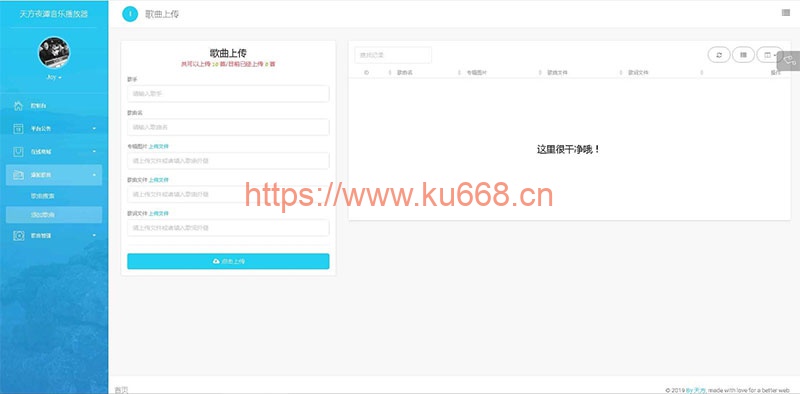 天方夜谭音乐播放器
Joy
控制台
平台公告
在线商城
添加歌曲
歌曲搜索
添加歌曲
歌曲管理
歌曲上传
歌曲上传
共可以上传 10 首/目前已经上传 0 首
歌手
请输入歌手
歌曲名
请输入歌曲名
专辑图片 上传文件
请上传文件或者填入歌曲外链
歌曲文件 上传文件
请上传文件或者填入歌曲外链
歌词文件 上传文件
请上传文件或者填入歌词外链
点击上传
查找记录
ID 歌曲名 专辑图片 歌曲文件 歌词文件 操作
这里很干净哦！
https://www.ku668.cn
首页
© 2019 By 天方, made with love for a better web